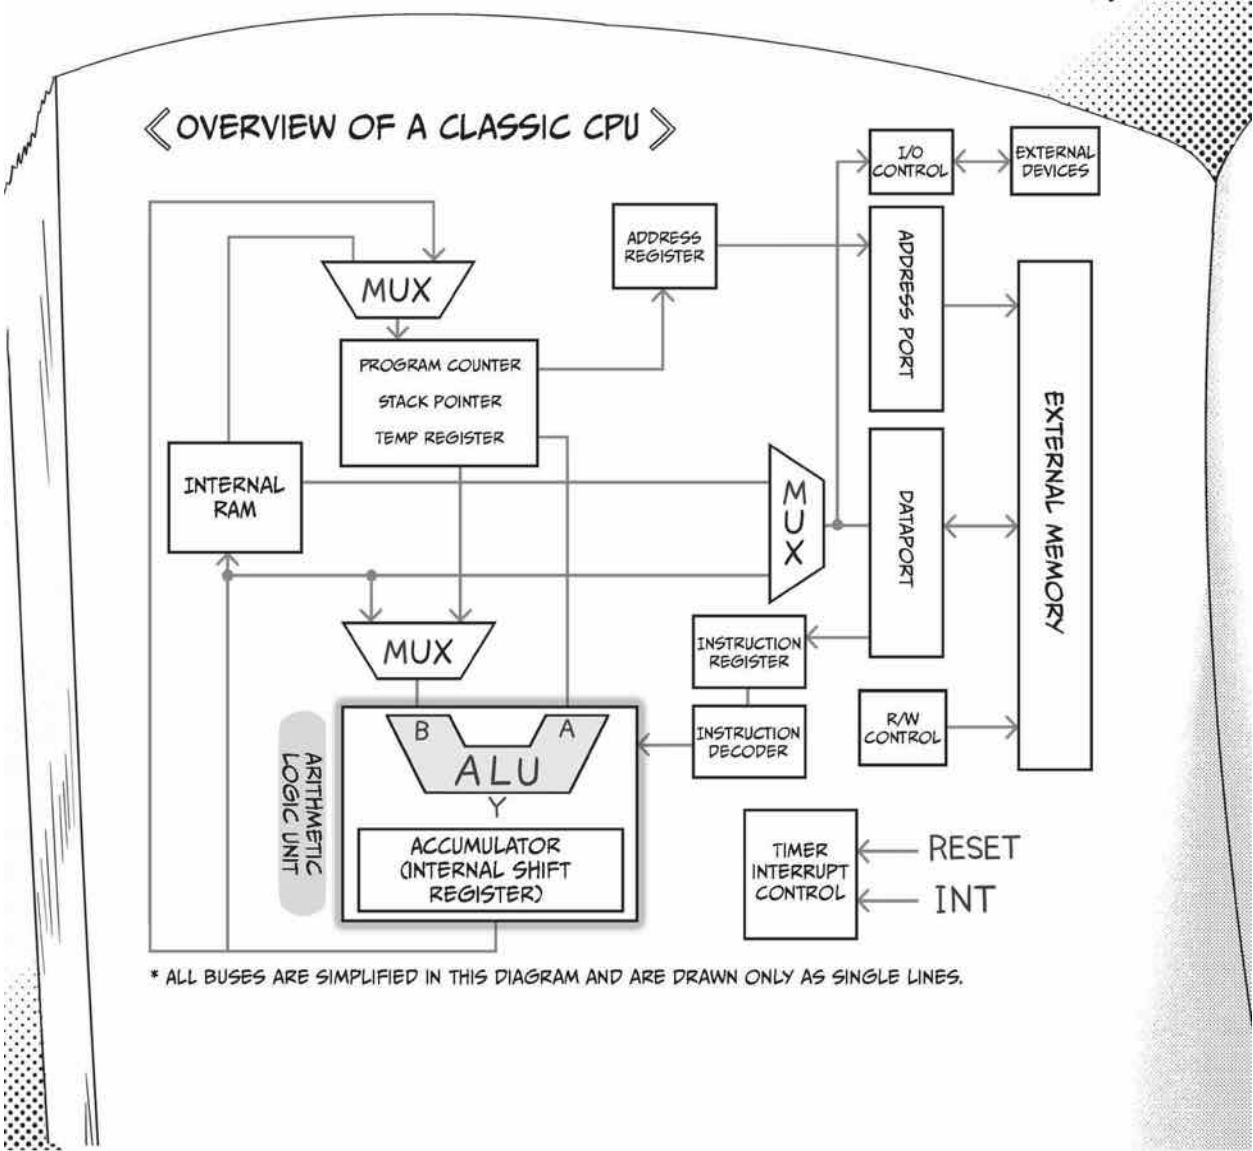 OVERVIEW OF A CLASSIC CPU
I/O
CONTROL
EXTERNAL
DEVICES
MUX
ADDRESS
REGISTER
ADDRESS PORT
PROGRAM COUNTER
STACK POINTER
TEMP REGISTER
INTERNAL
RAM
MUX
DATAPORT
EXTERNAL MEMORY
MUX
INSTRUCTION
REGISTER
INSTRUCTION
DECODER
R/W
CONTROL
ARITHMETIC
LOGIC UNIT
B
A
ALU
Y
ACCUMULATOR
(INTERNAL SHIFT
REGISTER)
TIMER
INTERRUPT
CONTROL
RESET
INT
* ALL BUSES ARE SIMPLIFIED IN THIS DIAGRAM AND ARE DRAWN ONLY AS SINGLE LINES.